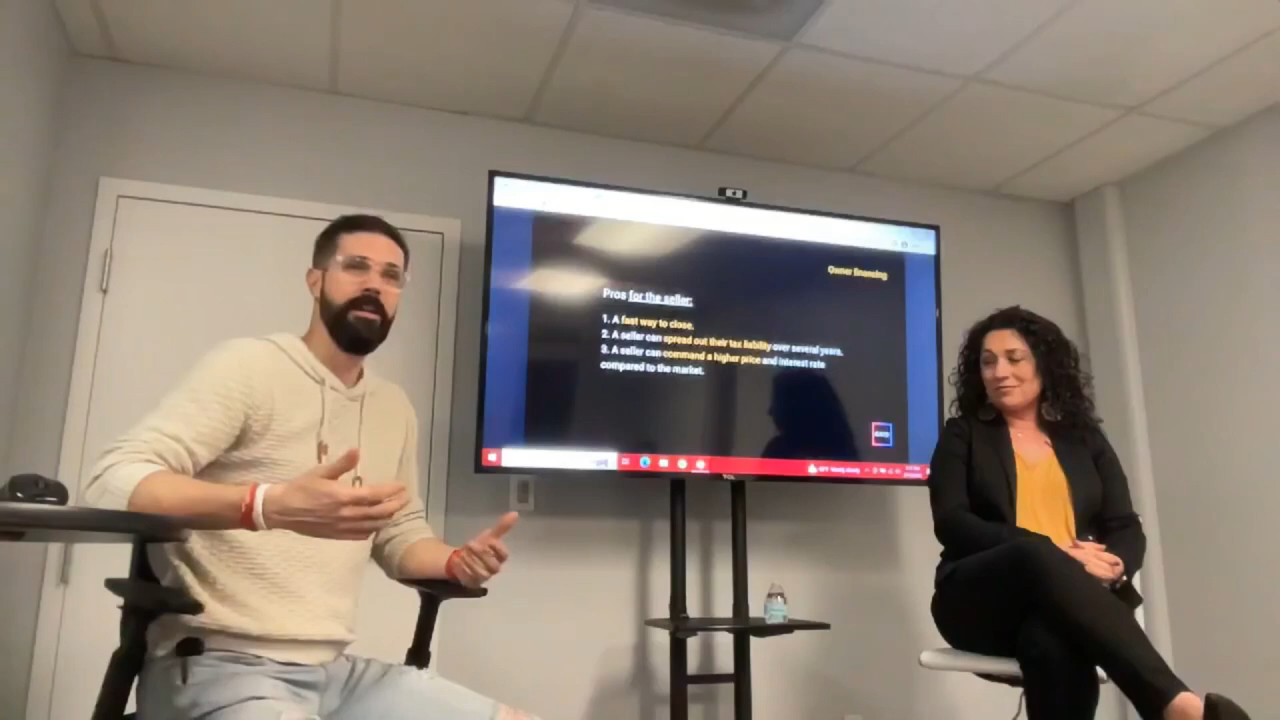 Owner financing
Pros for the seller:
1. A fast way to close.
2. A seller can spread out their tax liability over several years.
3. A seller can command a higher price and interest rate
compared to the market.
TCL